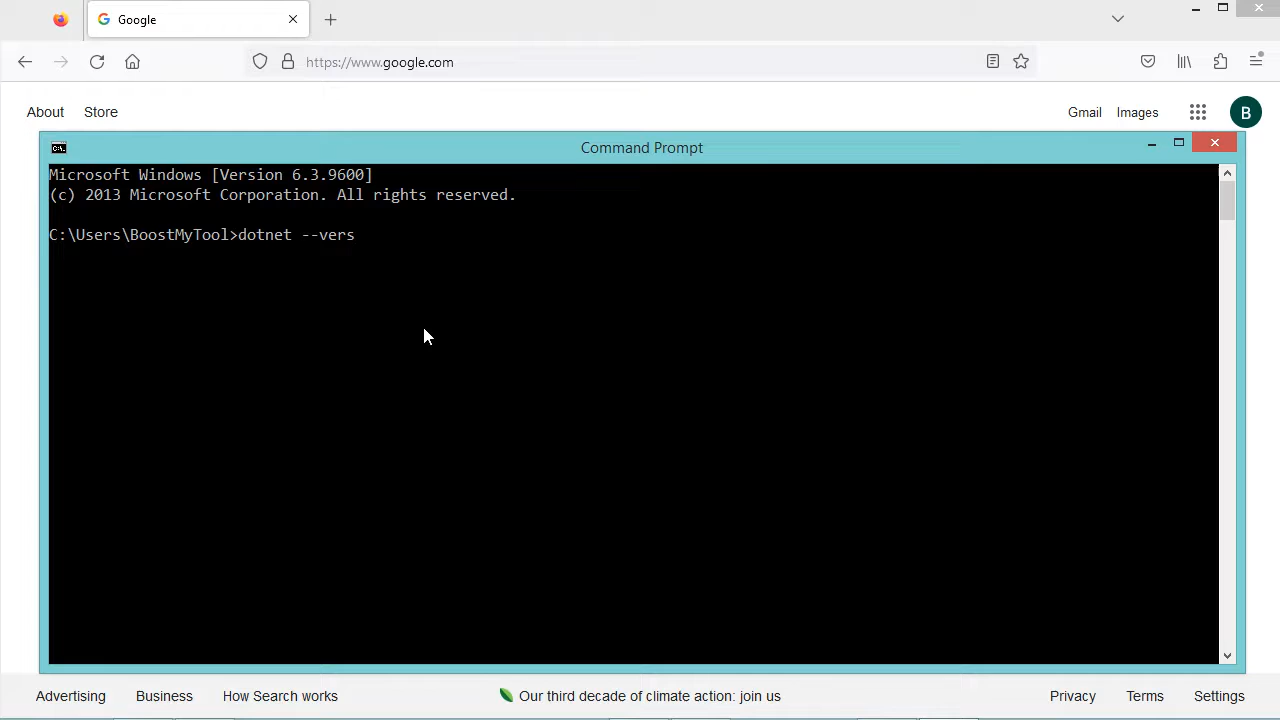 Google
https://www.google.com
About Store Gmail Images B
Command Prompt
Microsoft Windows [Version 6.3.9600]
(c) 2013 Microsoft Corporation. All rights reserved.
C:\Users\BoostMyTool>dotnet --vers
Advertising Business How Search works Our third decade of climate action: join us Privacy Terms Settings